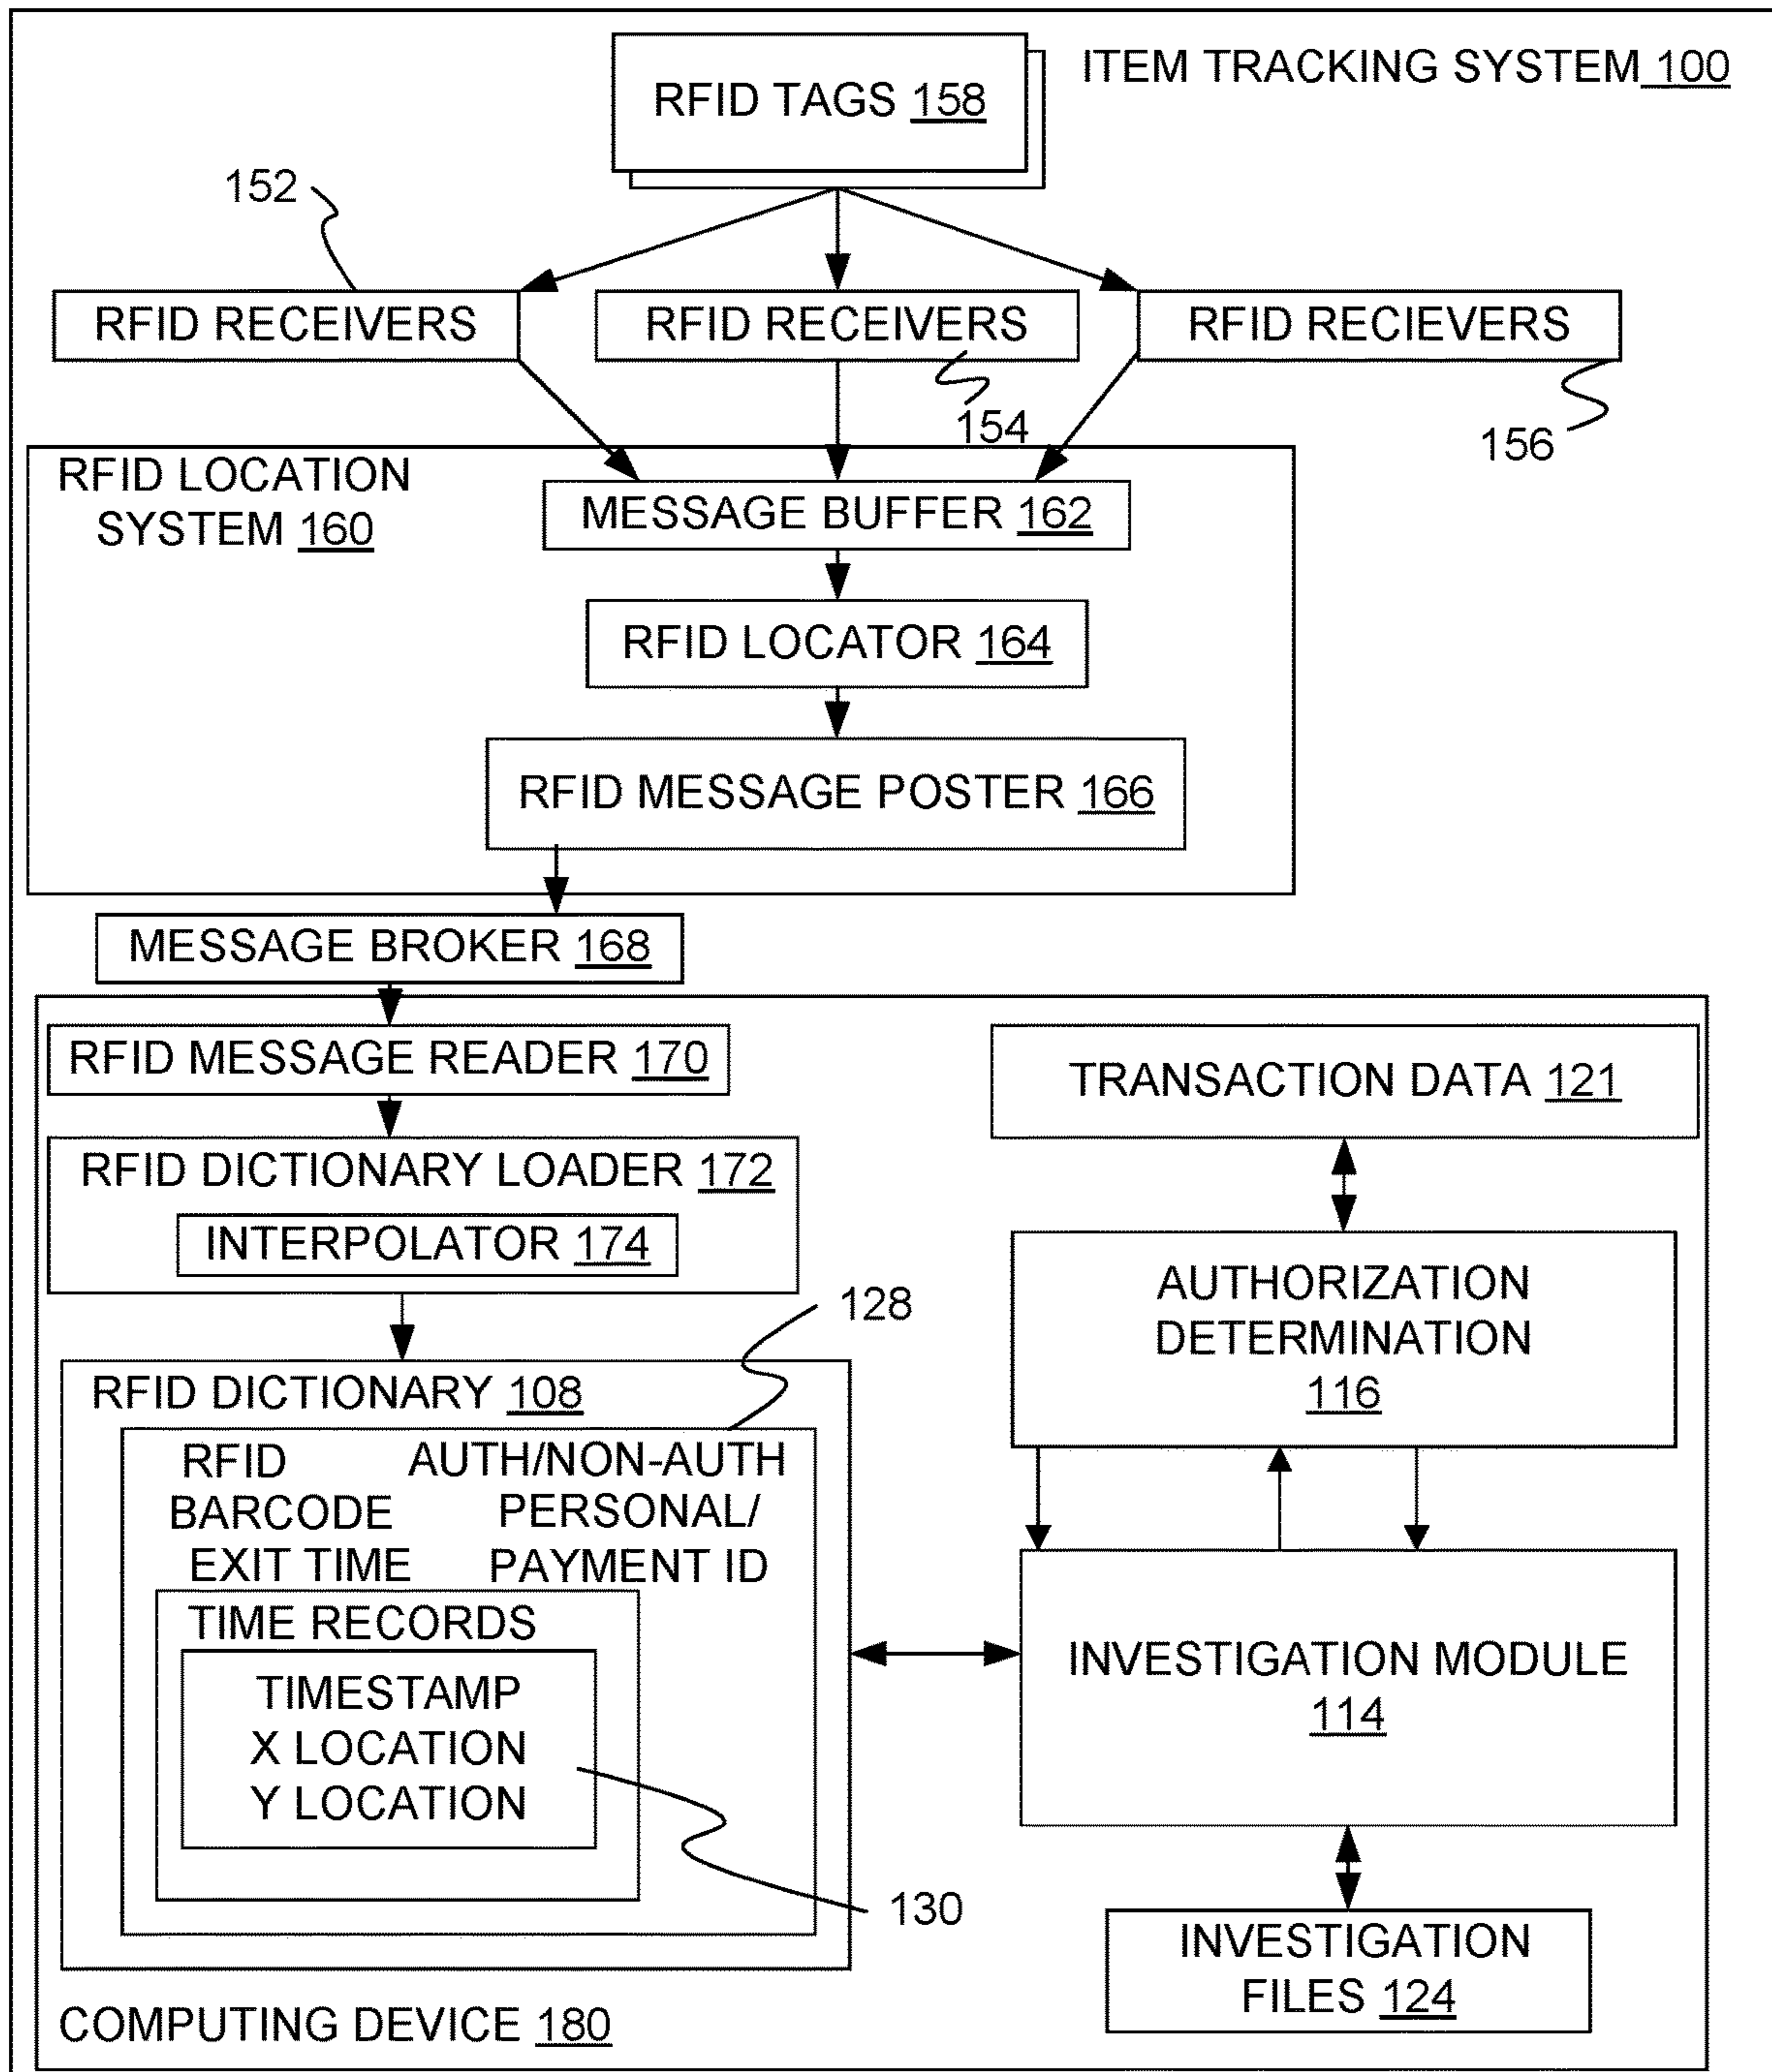 ITEM TRACKING SYSTEM 100
RFID TAGS 158
152
RFID RECEIVERS
RFID RECEIVERS
RFID RECIEVERS
154
156
RFID LOCATION
SYSTEM 160
MESSAGE BUFFER 162
RFID LOCATOR 164
RFID MESSAGE POSTER 166
MESSAGE BROKER 168
RFID MESSAGE READER 170
RFID DICTIONARY LOADER 172
INTERPOLATOR 174
128
RFID DICTIONARY 108
RFID
BARCODE
EXIT TIME
AUTH/NON-AUTH
PERSONAL/
PAYMENT ID
TIME RECORDS
TIMESTAMP
X LOCATION
Y LOCATION
130
TRANSACTION DATA 121
AUTHORIZATION
DETERMINATION
116
INVESTIGATION MODULE
114
INVESTIGATION
FILES 124
COMPUTING DEVICE 180